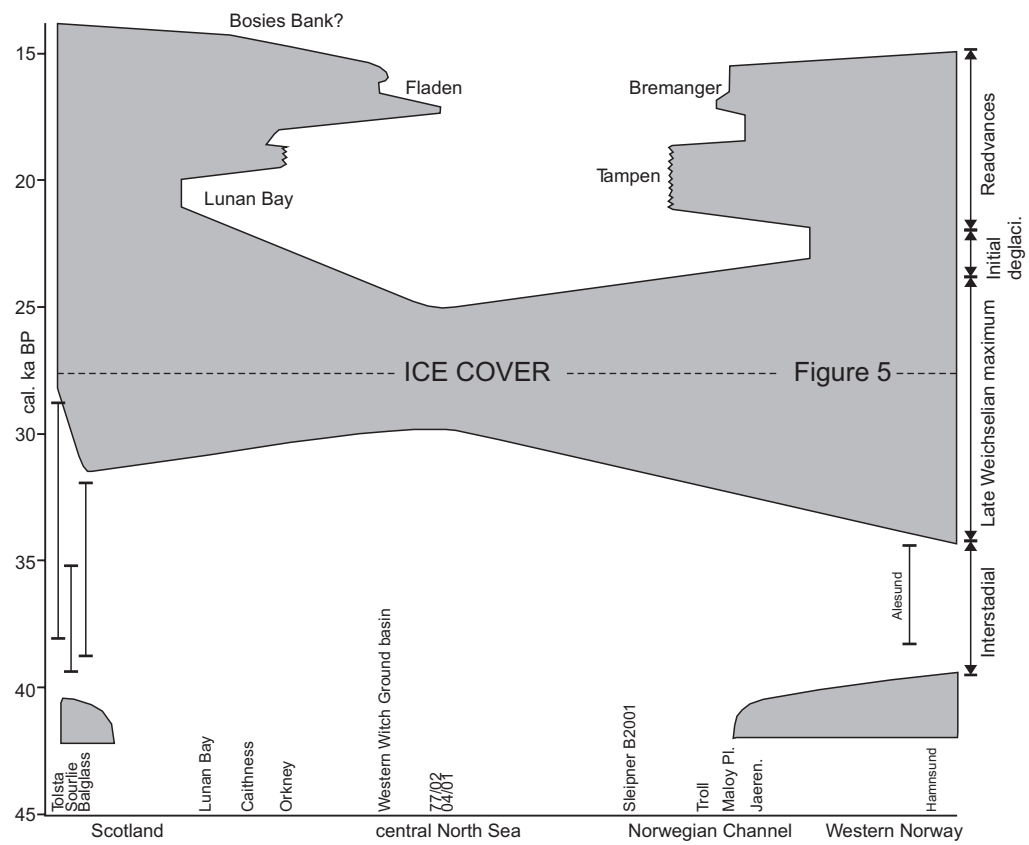 Bosies Bank?
15
Fladen
Bremanger
Readvances
20
Tampen
Lunan Bay
Initial
deglaci.
25
cal. ka BP
ICE COVER
Figure 5
Late Weichselian maximum
30
35
Alesund
Interstadial
40
45
Tolsta
Sourlie
Balglass
Lunan Bay
Caithness
Orkney
Western Witch Ground basin
77/02
04/01
Sleipner B2001
Troll
Maloy Pl.
Jaeren.
Hamnsund
Scotland
central North Sea
Norwegian Channel
Western Norway